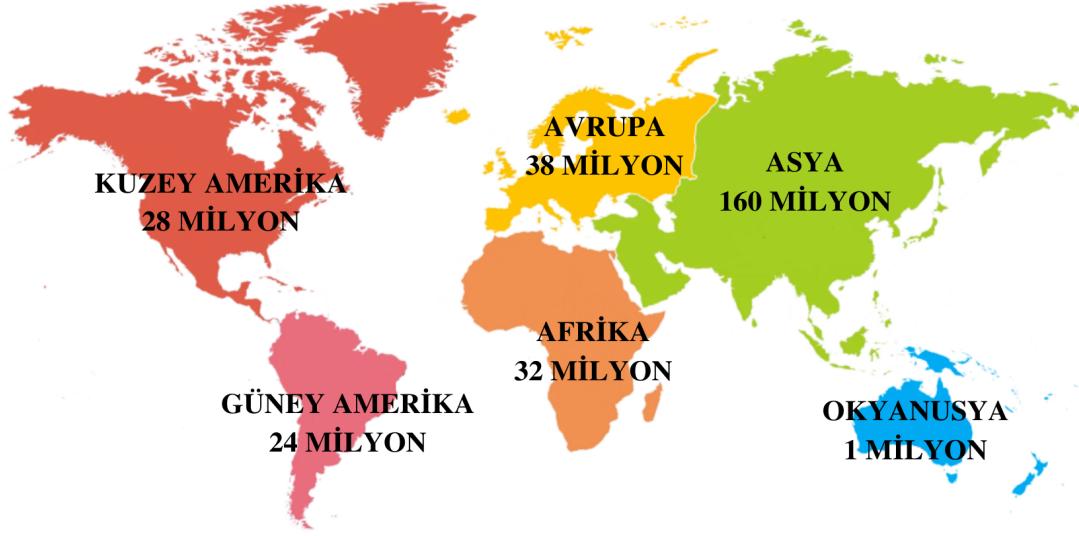 AVRUPA
38 MİLYON
ASYA
160 MİLYON
KUZEY AMERİKA
28 MİLYON
AFRİKA
32 MİLYON
GÜNEY AMERİKA
24 MİLYON
OKYANUSYA
1 MİLYON